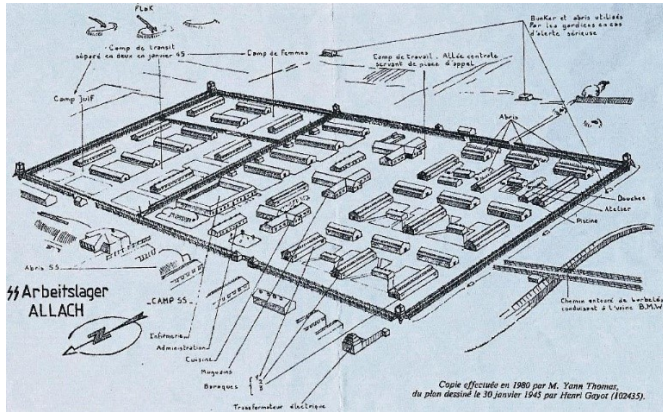 FLAK
Camp de transit
séparé en deux en janvier 45
Camp de Femmes
Camp Juif
Camp de travail. Allée centrale
servant de place d'appel
Bunker et abris utilisés
Par les gardiens en cas
d'alerte sérieuse
Abris
Douches
Atelier
Piscine
Chemin entouré de barbelés
conduisant à l'usine B.M.W
Abris SS
CAMP SS
SS Arbeitslager
ALLACH
Infirmerie
Administration
Cuisine
Magasins
Baraques
1
2
3
Transformateur électrique
Copie effectuée en 1980 par M. Yann Thomas,
du plan dessiné le 30 janvier 1945 par Henri Gayot (102435).